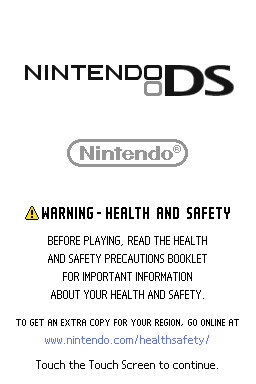 NINTENDO DS
Nintendo®
WARNING - HEALTH AND SAFETY
BEFORE PLAYING, READ THE HEALTH
AND SAFETY PRECAUTIONS BOOKLET
FOR IMPORTANT INFORMATION
ABOUT YOUR HEALTH AND SAFETY.
TO GET AN EXTRA COPY FOR YOUR REGION, GO ONLINE AT
www.nintendo.com/healthsafety/
Touch the Touch Screen to continue.